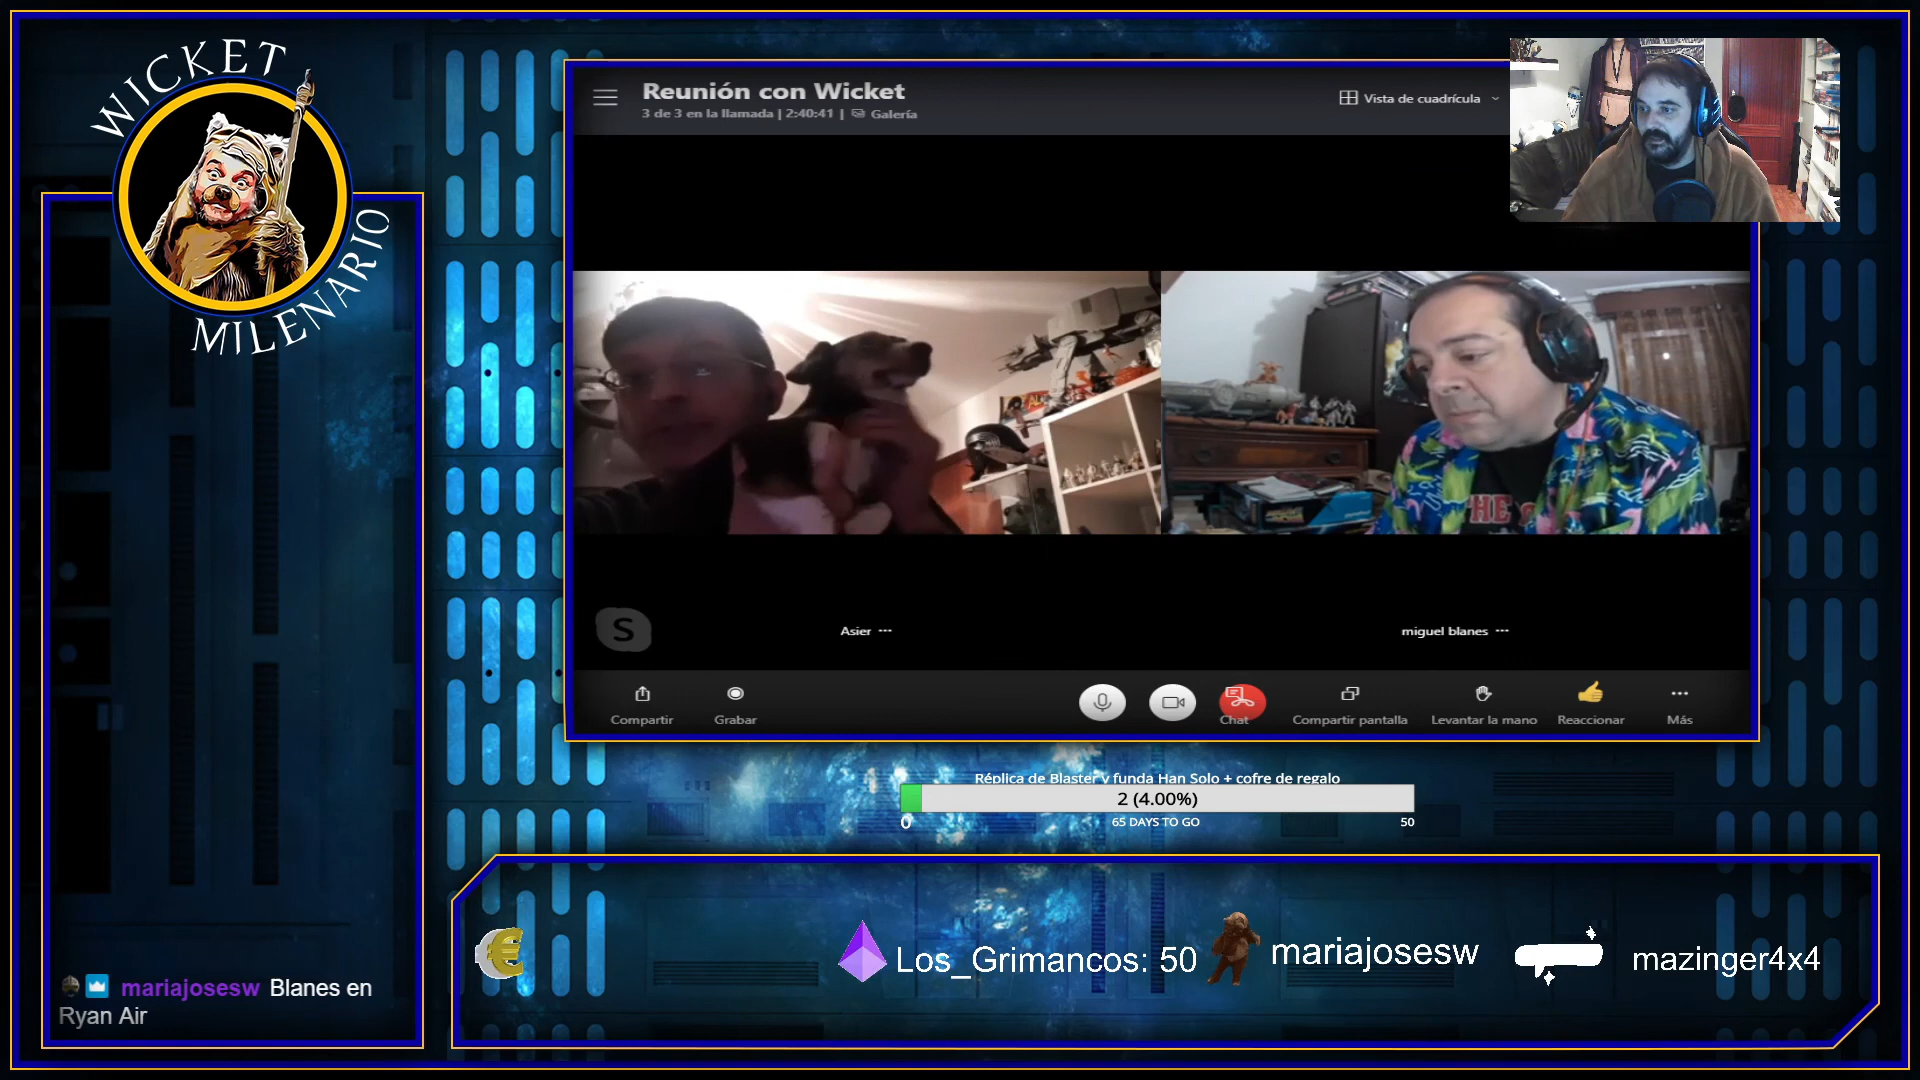 WICKET
MILENARIO
Reunión con Wicket
3 de 3 en la llamada | 2:40:41 | Galería
Vista de cuadrícula
THE
S
Asier ···
miguel blanes ···
Compartir
Grabar
Chat
Compartir pantalla
Levantar la mano
Reaccionar
Más
Réplica de Blaster y funda Han Solo + cofre de regalo
2 (4.00%)
0
65 DAYS TO GO
50
mariajosesw Blanes en
Ryan Air
Los_Grimancos: 50
mariajosesw
mazinger4x4